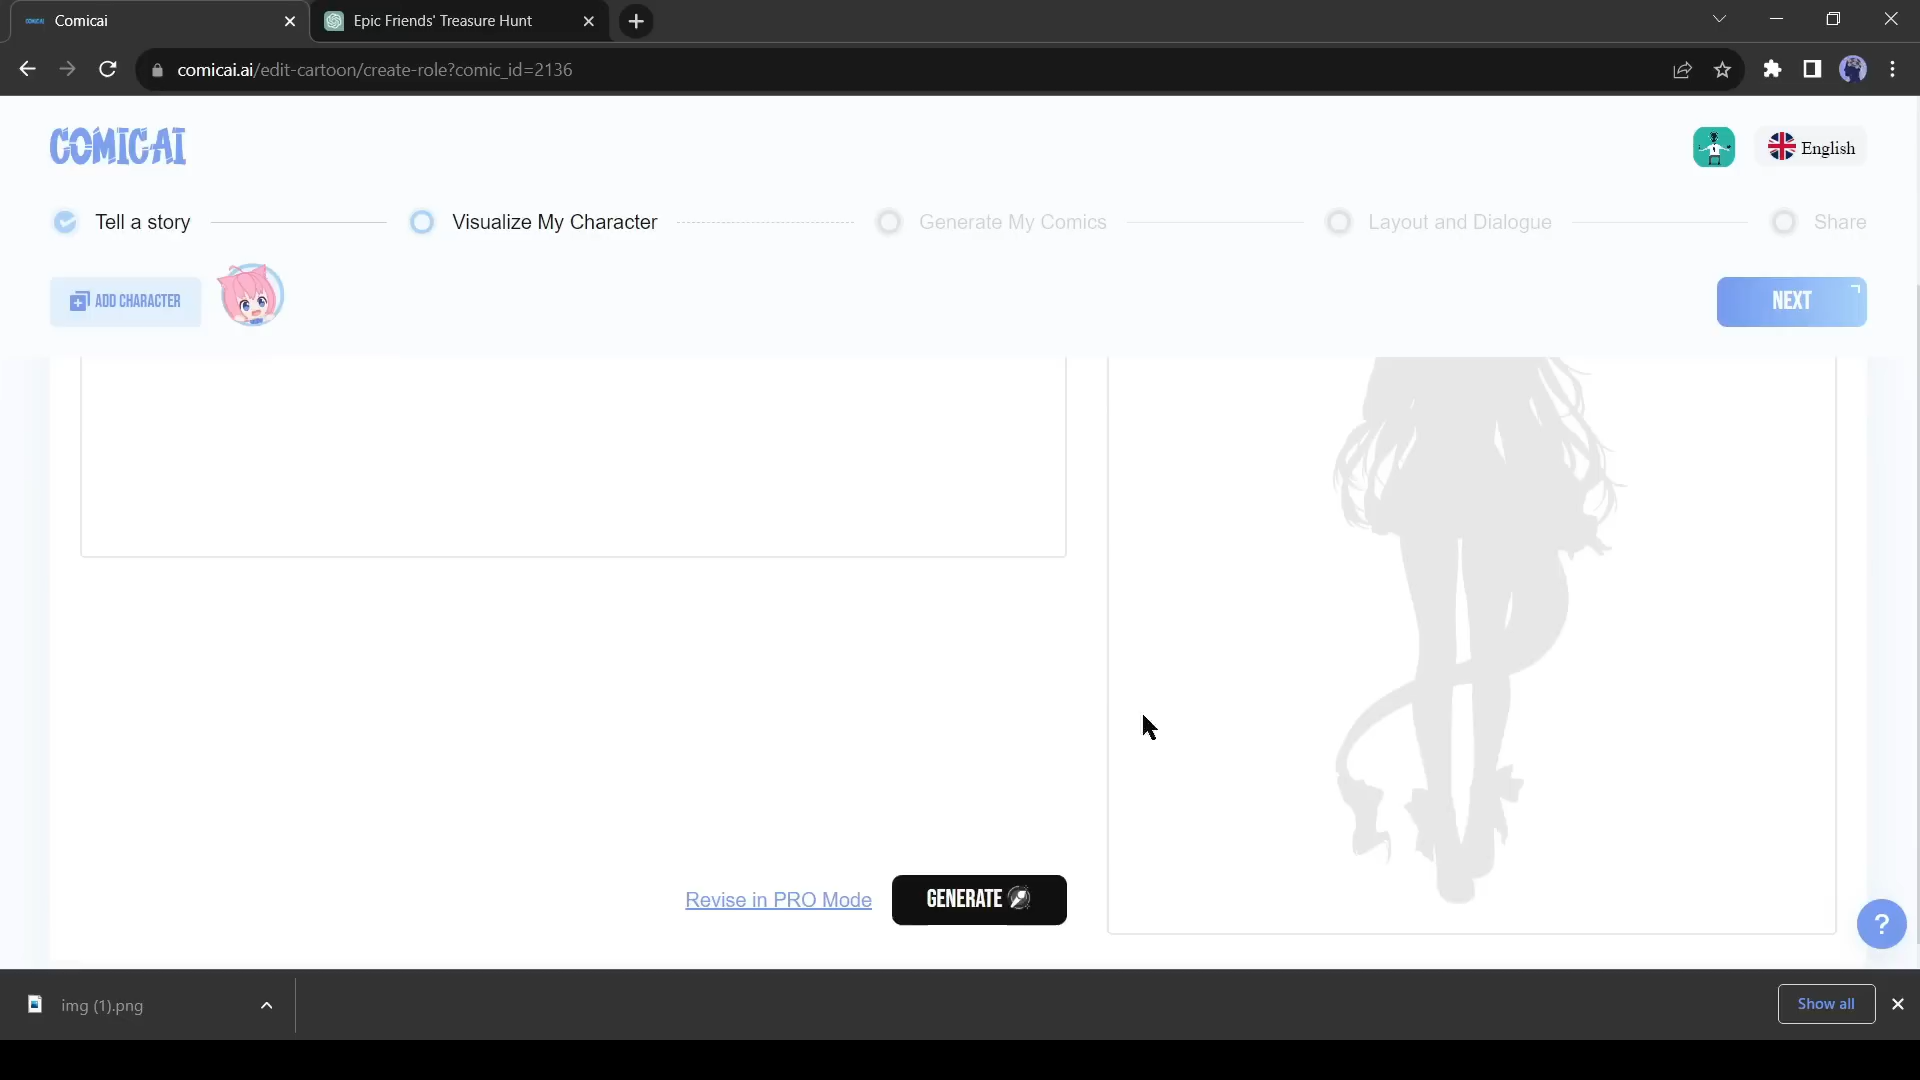 Comicai
Epic Friends' Treasure Hunt
comicai.ai/edit-cartoon/create-role?comic_id=2136
COMICAI
English
Tell a story
Visualize My Character
Generate My Comics
Layout and Dialogue
Share
ADD CHARACTER
NEXT
Revise in PRO Mode
GENERATE
?
img (1).png
Show all